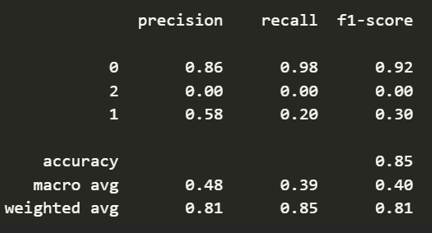 precision recall f1-score
0 0.86 0.98 0.92
2 0.00 0.00 0.00
1 0.58 0.20 0.30
accuracy 0.85
macro avg 0.48 0.39 0.40
weighted avg 0.81 0.85 0.81